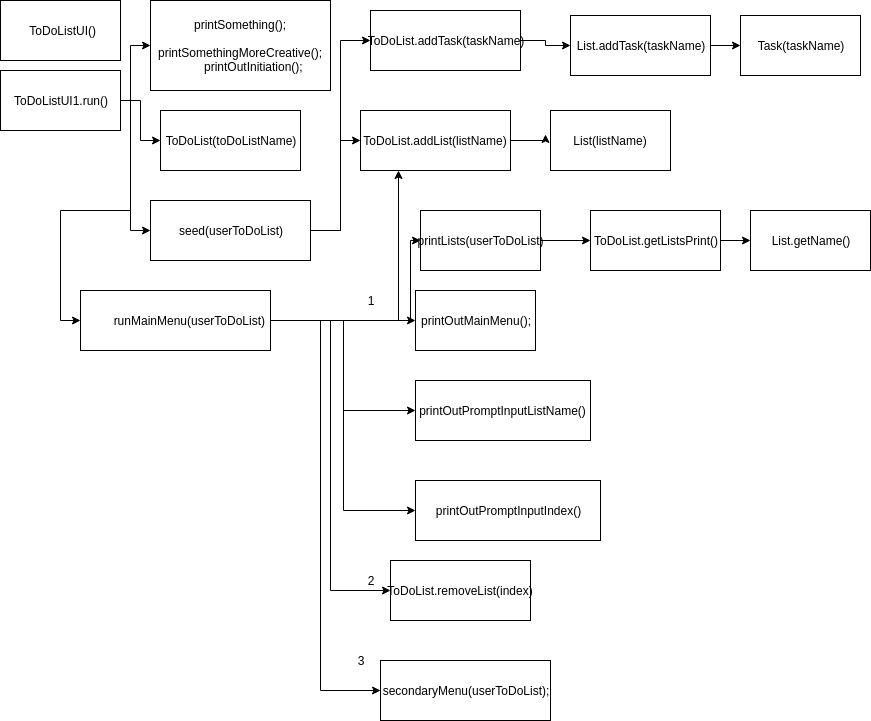 ToDoListUI()
printSomething();
printSomethingMoreCreative();
printOutInitiation();
ToDoList.addTask(taskName)
List.addTask(taskName)
Task(taskName)
ToDoListUI1.run()
ToDoList(toDoListName)
ToDoList.addList(listName)
List(listName)
seed(userToDoList)
printLists(userToDoList)
ToDoList.getListsPrint()
List.getName()
1
runMainMenu(userToDoList)
printOutMainMenu();
printOutPromptInputListName()
printOutPromptInputIndex()
2
ToDoList.removeList(index)
3
secondaryMenu(userToDoList);